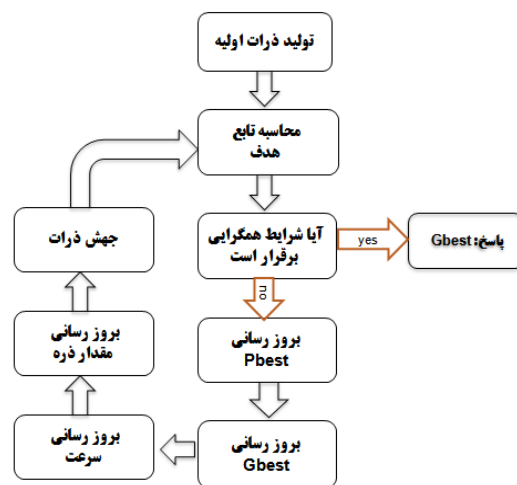 تولید ذرات اولیه
محاسبه تابع
هدف
آیا شرایط همگرایی
برقرار است
yes
پاسخ: Gbest
no
بروز رسانی
Pbest
بروز رسانی
Gbest
بروز رسانی
سرعت
بروز رسانی
مقدار ذره
جهش ذرات